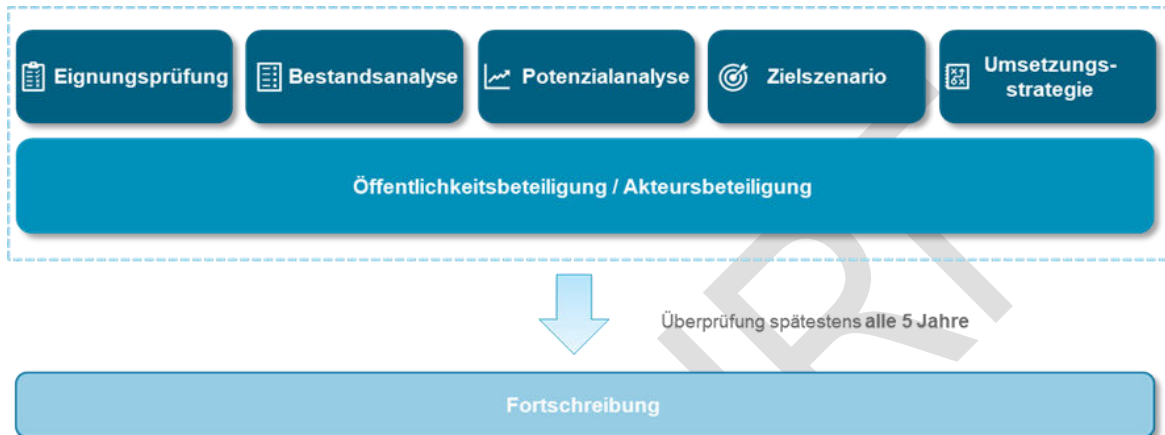 Eignungsprüfung
Bestandsanalyse
Potenzialanalyse
Zielszenario
Umsetzungs-
strategie
Öffentlichkeitsbeteiligung / Akteursbeteiligung
Überprüfung spätestens alle 5 Jahre
Fortschreibung